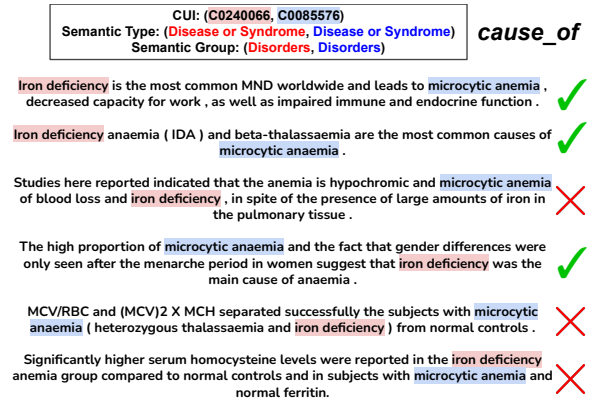 CUI: (C0240066, C0085576)
Semantic Type: (Disease or Syndrome, Disease or Syndrome)
Semantic Group: (Disorders, Disorders)
cause_of
Iron deficiency is the most common MND worldwide and leads to microcytic anemia ,
decreased capacity for work , as well as impaired immune and endocrine function .
Iron deficiency anaemia ( IDA ) and beta-thalassaemia are the most common causes of
microcytic anaemia .
Studies here reported indicated that the anemia is hypochromic and microcytic anemia
of blood loss and iron deficiency , in spite of the presence of large amounts of iron in
the pulmonary tissue .
The high proportion of microcytic anaemia and the fact that gender differences were
only seen after the menarche period in women suggest that iron deficiency was the
main cause of anaemia .
MCV/RBC and (MCV)2 X MCH separated successfully the subjects with microcytic
anaemia ( heterozygous thalassaemia and iron deficiency ) from normal controls .
Significantly higher serum homocysteine levels were reported in the iron deficiency
anemia group compared to normal controls and in subjects with microcytic anemia and
normal ferritin.